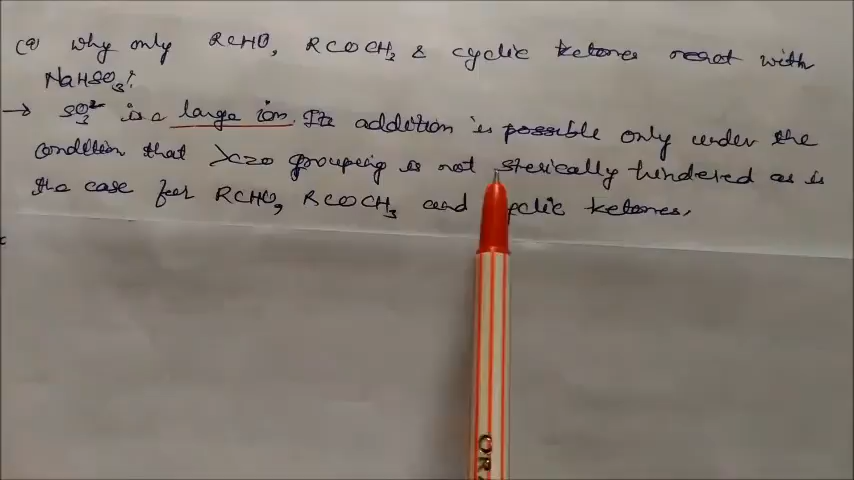 (Q) Why only RCHO, RCOCH3 & cyclic ketones react with
NaHSO3?
→ SO3²⁻ is a large ion. Its addition is possible only under the
condition that >C=O grouping is not sterically hindered as is
the case for RCHO, RCOCH3 and cyclic ketones.
OR